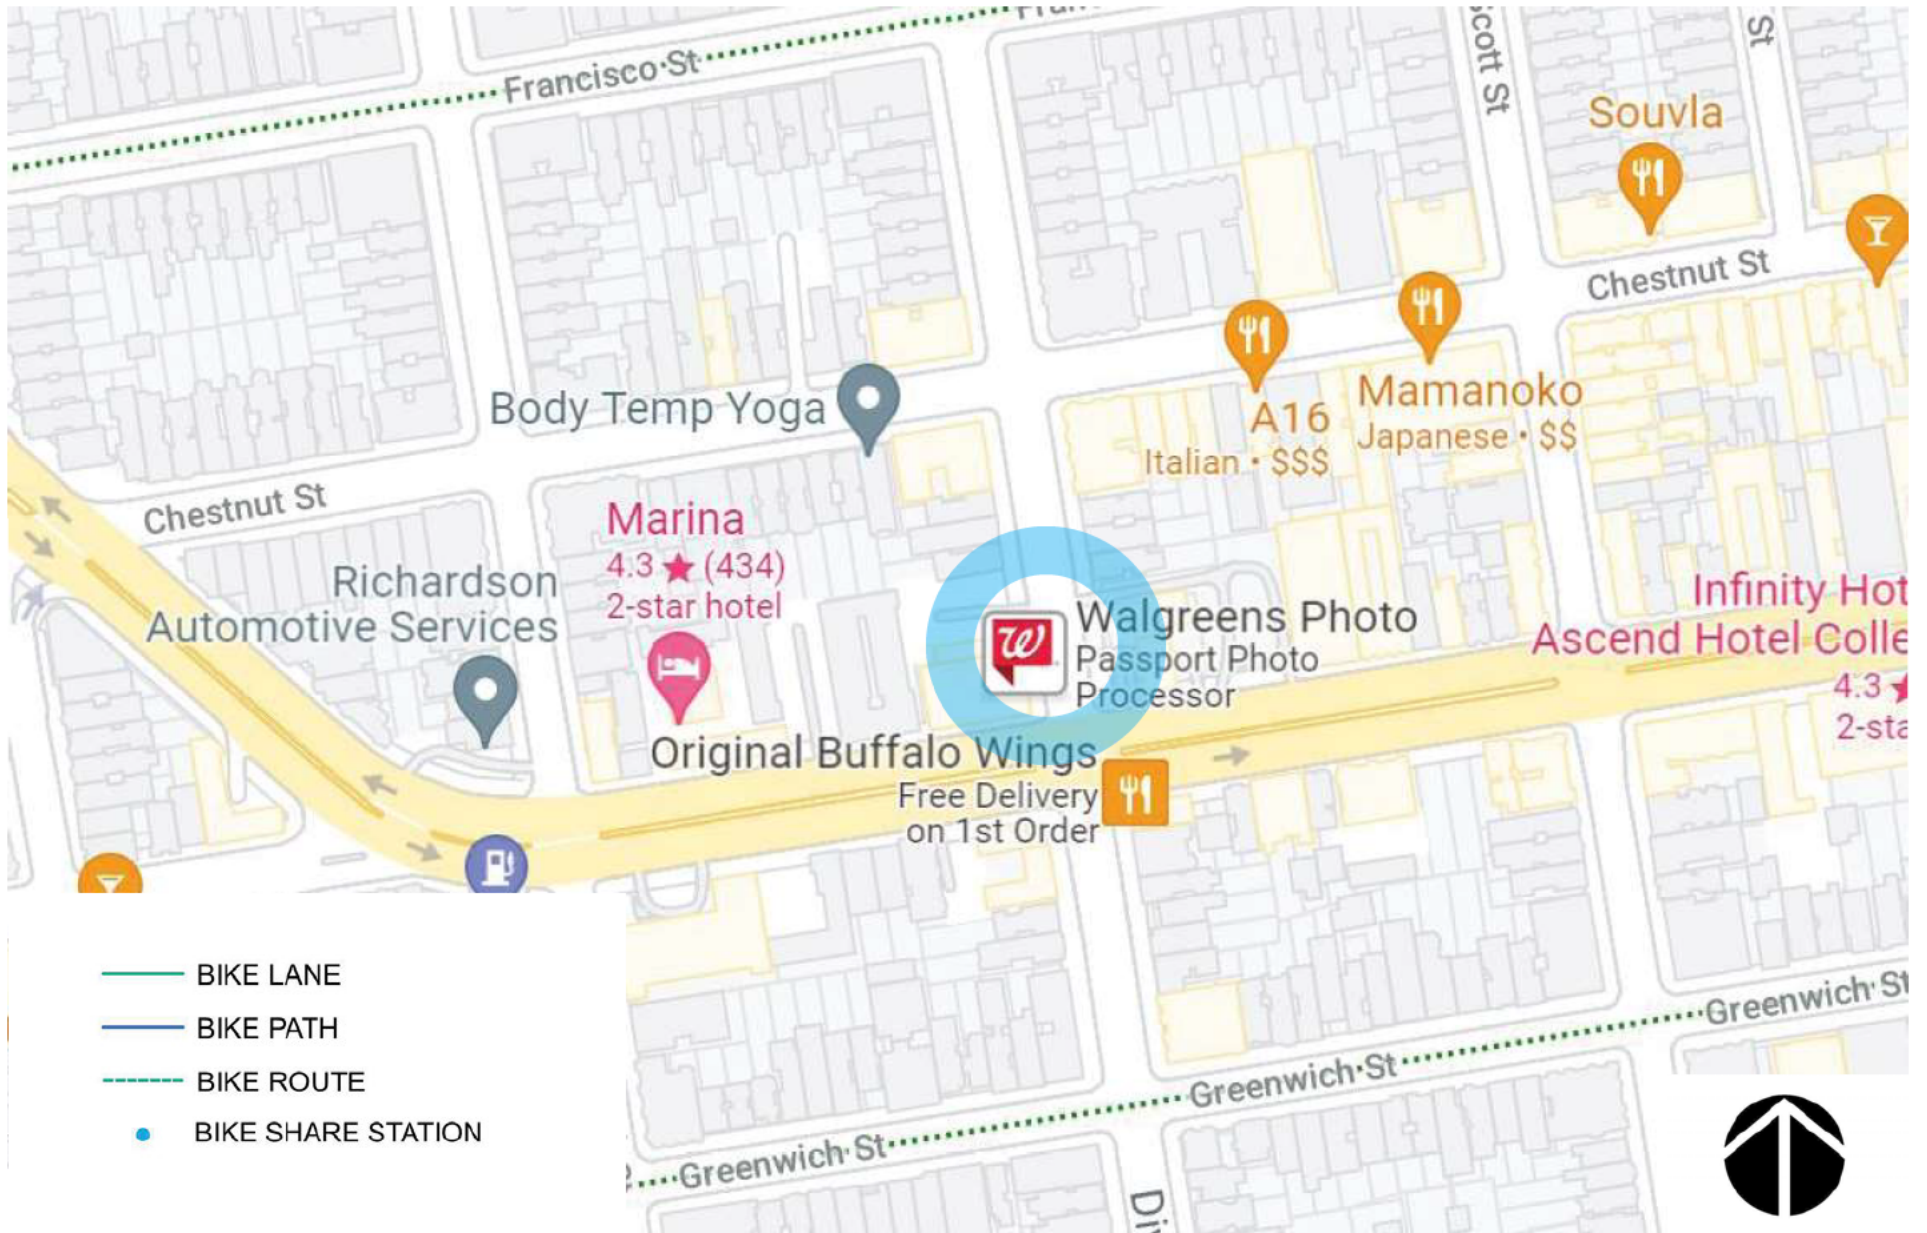 Francisco St
Scott St
St
Souvla
Chestnut St
Body Temp Yoga
A16
Italian • $$$
Mamanoko
Japanese • $$
Chestnut St
Marina
4.3 ★ (434)
2-star hotel
Richardson
Automotive Services
Walgreens Photo
Passport Photo
Processor
Infinity Hot
Ascend Hotel Colle
4.3 ★
2-sta
Original Buffalo Wings
Free Delivery
on 1st Order
BIKE LANE
BIKE PATH
BIKE ROUTE
BIKE SHARE STATION
Greenwich St
Greenwich St
Greenwich St